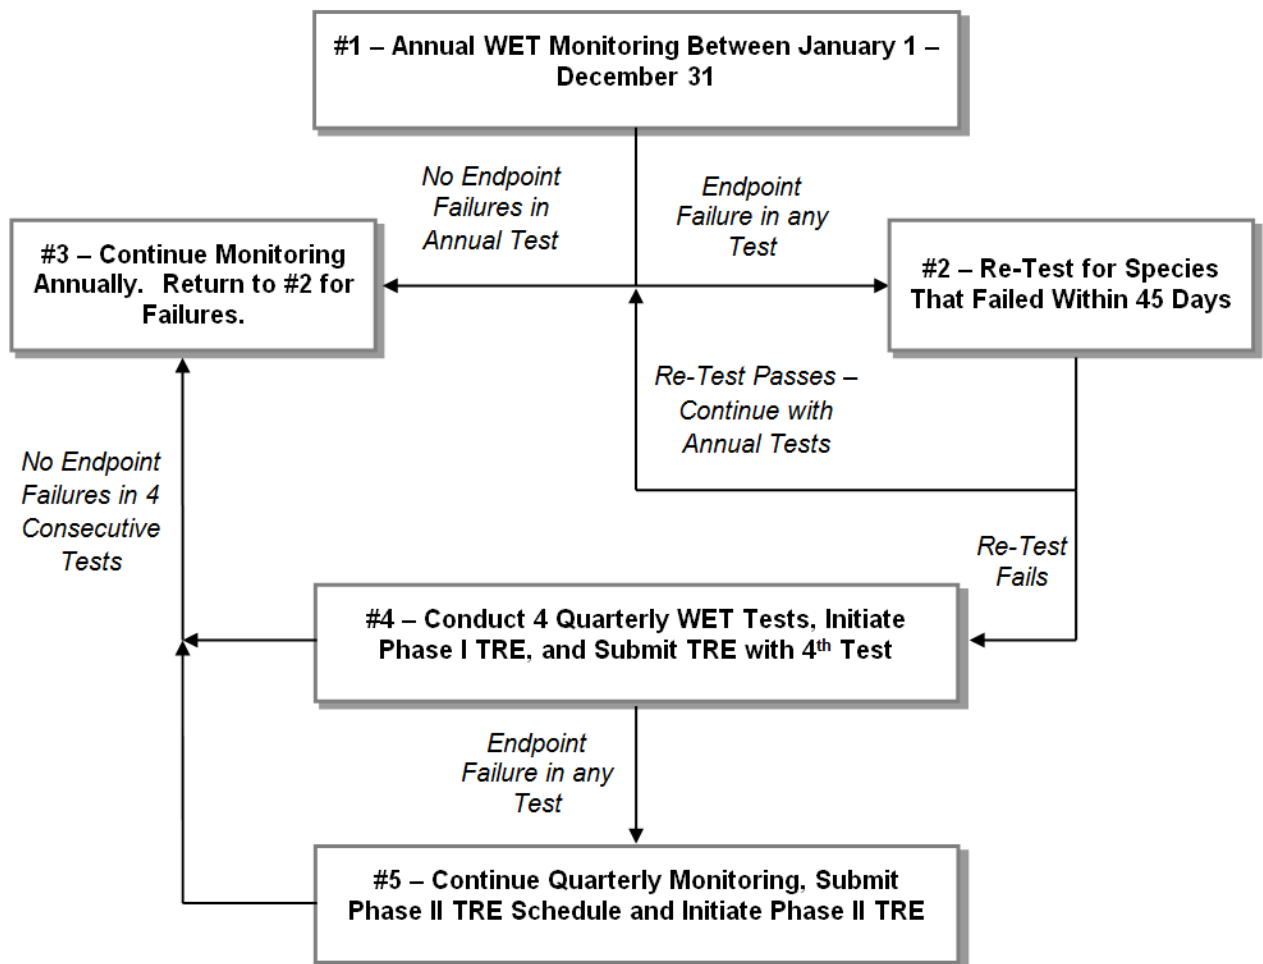 #1 – Annual WET Monitoring Between January 1 –
December 31
No Endpoint
Failures in
Annual Test
Endpoint
Failure in any
Test
#3 – Continue Monitoring
Annually.  Return to #2 for
Failures.
#2 – Re-Test for Species
That Failed Within 45 Days
Re-Test Passes –
Continue with
Annual Tests
No Endpoint
Failures in 4
Consecutive
Tests
Re-Test
Fails
#4 – Conduct 4 Quarterly WET Tests, Initiate
Phase I TRE, and Submit TRE with 4th Test
Endpoint
Failure in any
Test
#5 – Continue Quarterly Monitoring, Submit
Phase II TRE Schedule and Initiate Phase II TRE